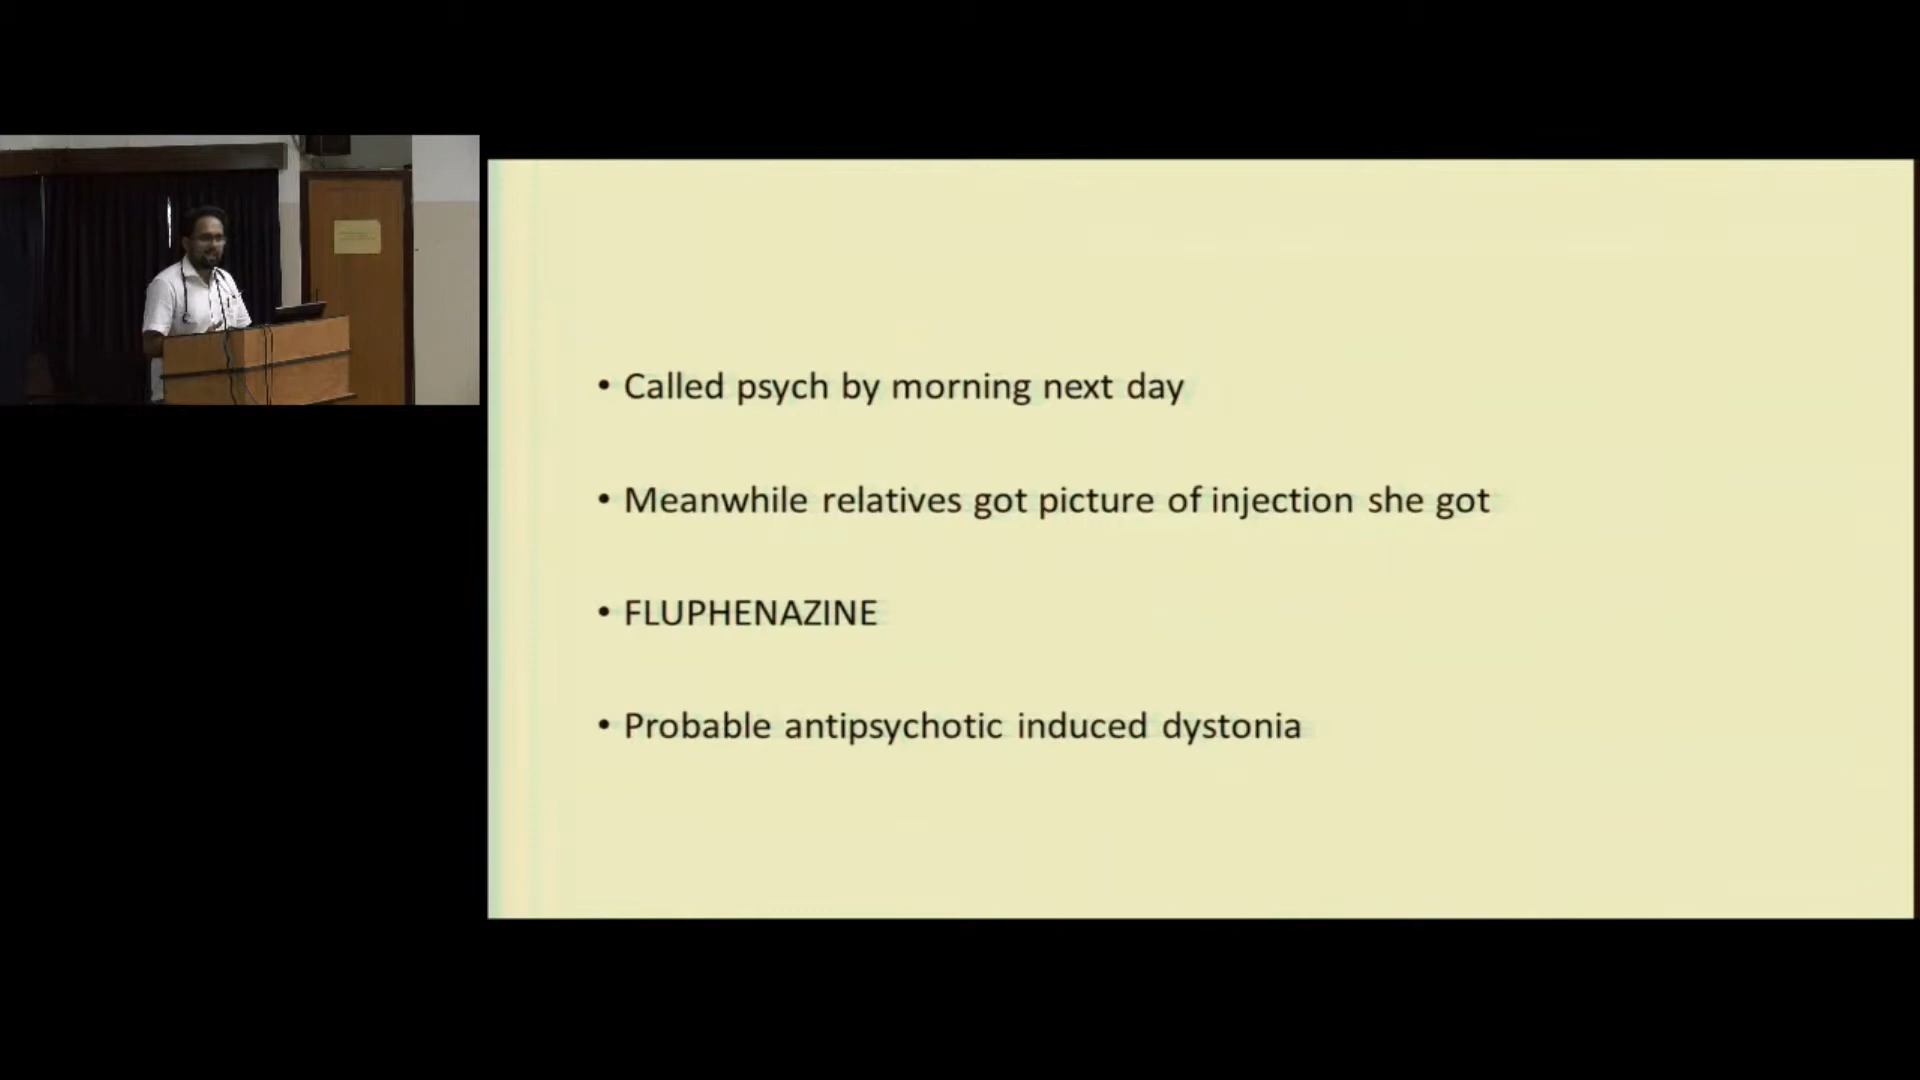 • Called psych by morning next day
• Meanwhile relatives got picture of injection she got
• FLUPHENAZINE
• Probable antipsychotic induced dystonia